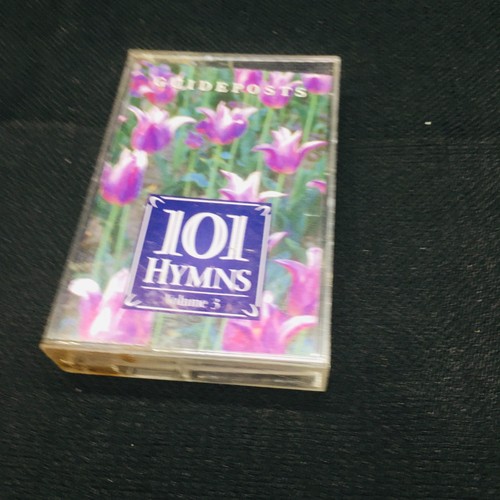 GUIDEPOSTS
101
HYMNS
Volume 3